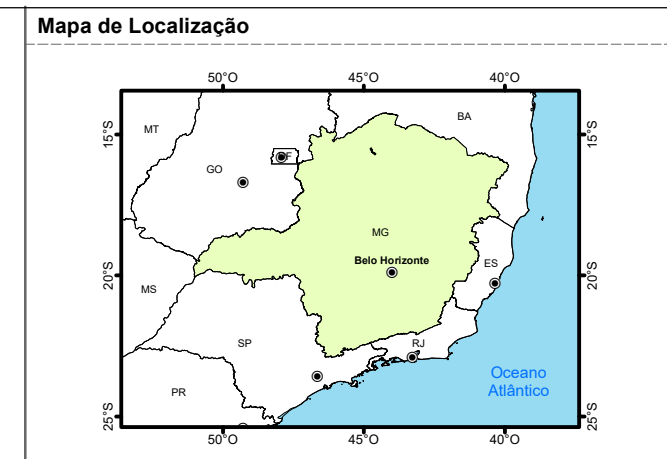 Mapa de Localização
50°O 45°O 40°O
15°S 15°S
MT
BA
GO
F
MG
Belo Horizonte
ES
20°S 20°S
MS
SP
RJ
Oceano
Atlântico
PR
25°S 25°S
50°O 45°O 40°O